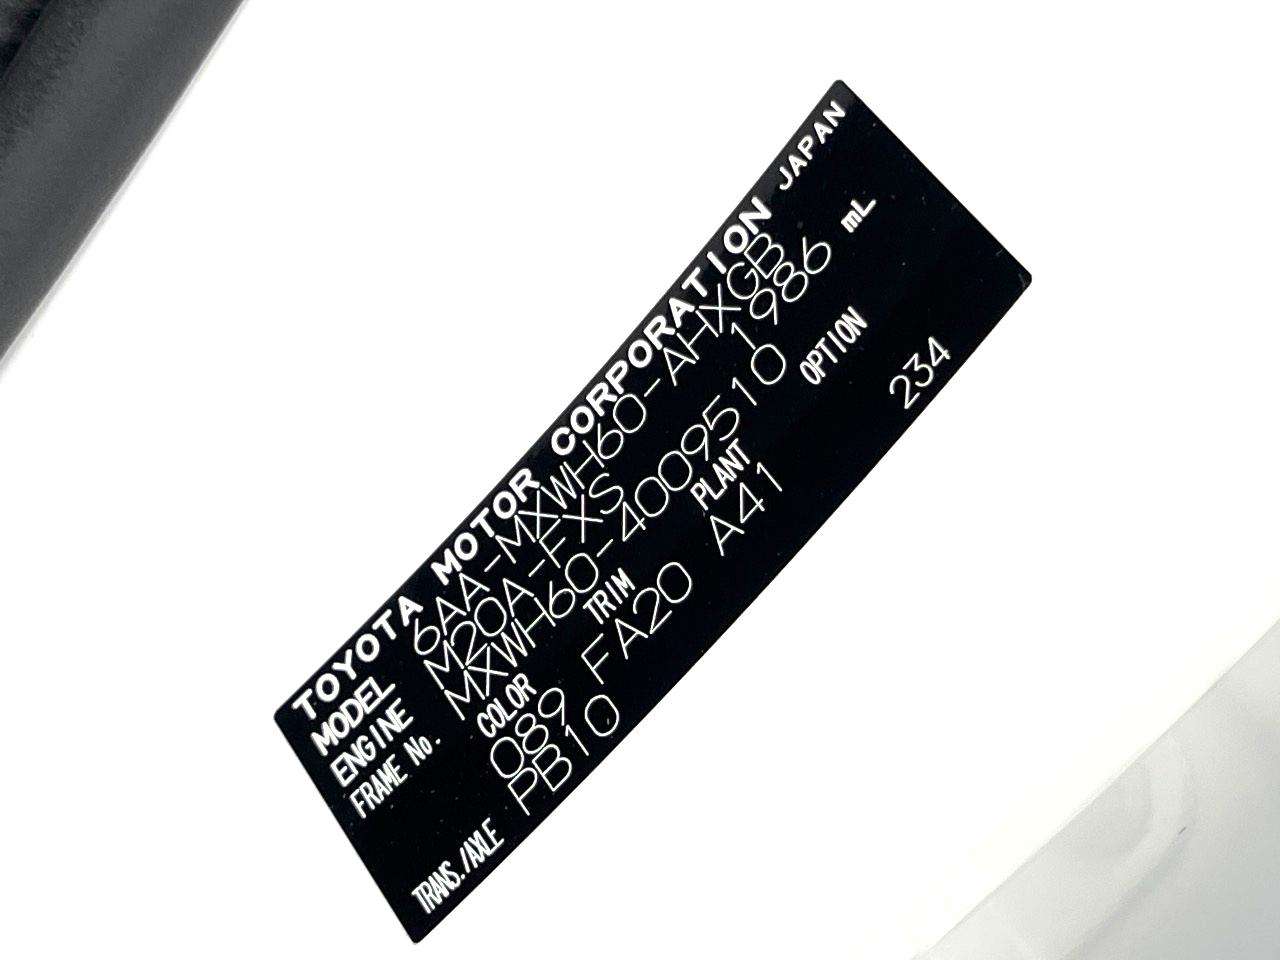 TOYOTA MOTOR CORPORATION JAPAN
MODEL 6AA-MXWH60-AHXGB
ENGINE M20A-FXS 1986 mL
FRAME No. MXWH60-4009510
COLOR TRIM PLANT OPTION
089 FA20 A41 234
TRANS./AXLE PB10